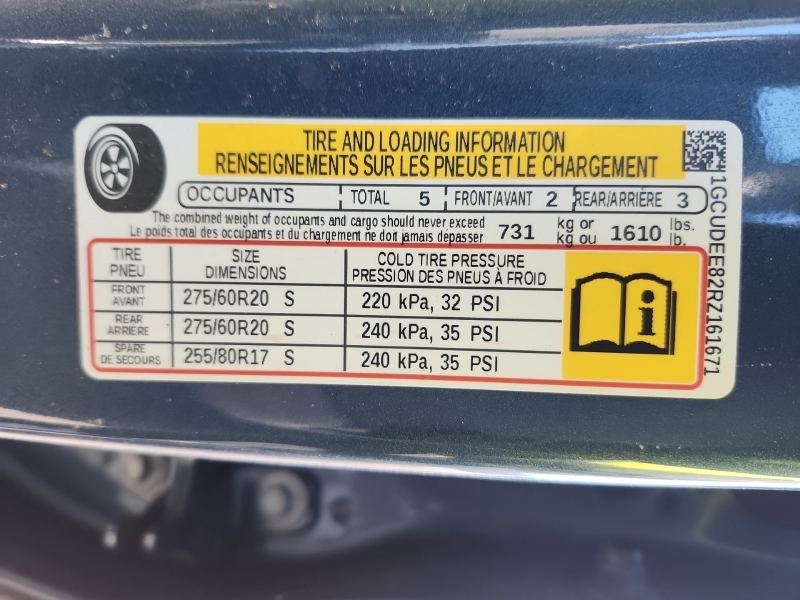 TIRE AND LOADING INFORMATION
RENSEIGNEMENTS SUR LES PNEUS ET LE CHARGEMENT
OCCUPANTS TOTAL 5 FRONT/AVANT 2 REAR/ARRIÈRE 3
The combined weight of occupants and cargo should never exceed
Le poids total des occupants et du chargement ne doit jamais dépasser
731 kg or kg ou 1610 lbs. lb.
TIRE PNEU SIZE DIMENSIONS COLD TIRE PRESSURE PRESSION DES PNEUS À FROID
FRONT AVANT 275/60R20 S 220 kPa, 32 PSI
REAR ARRIÈRE 275/60R20 S 240 kPa, 35 PSI
SPARE DE SECOURS 255/80R17 S 240 kPa, 35 PSI
i
1GCUDEE82RZ161671